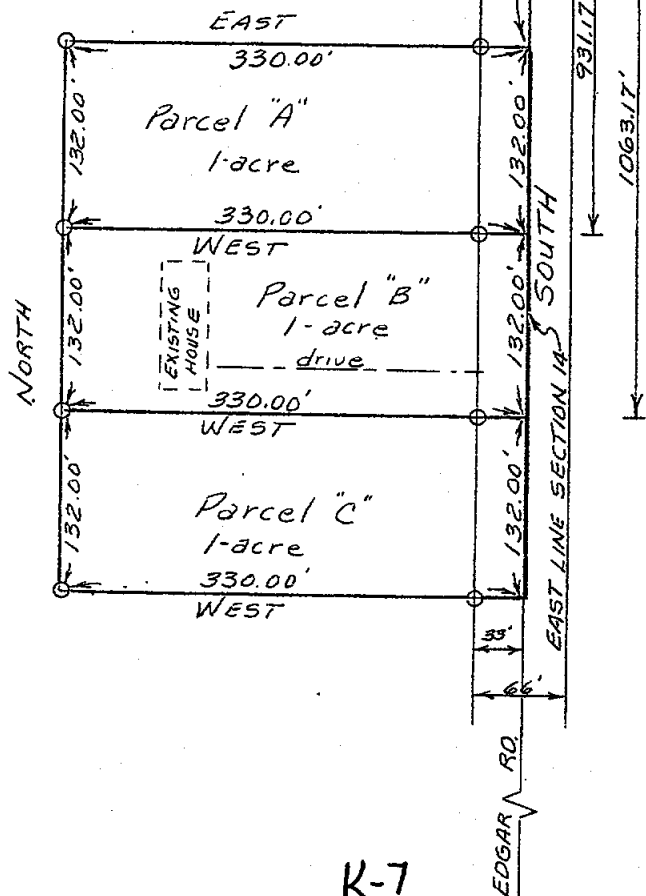 EAST
330.00'
132.00'
Parcel "A"
1-acre
132.00'
931.17'
1063.17'
330.00'
WEST
NORTH
132.00'
EXISTING
HOUSE
Parcel "B"
1-acre
drive
132.00'
SOUTH
EAST LINE SECTION 14
330.00'
WEST
132.00'
Parcel "C"
1-acre
132.00'
330.00'
WEST
33'
66'
EDGAR RD.
K-7